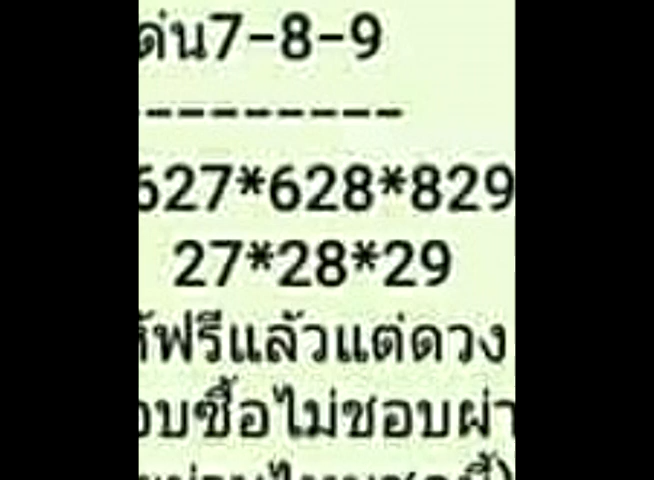 ด่น7-8-9
----------
627*628*829
27*28*29
ห้ฟรีแล้วแต่ดวง
อบซื้อไม่ชอบผ่า